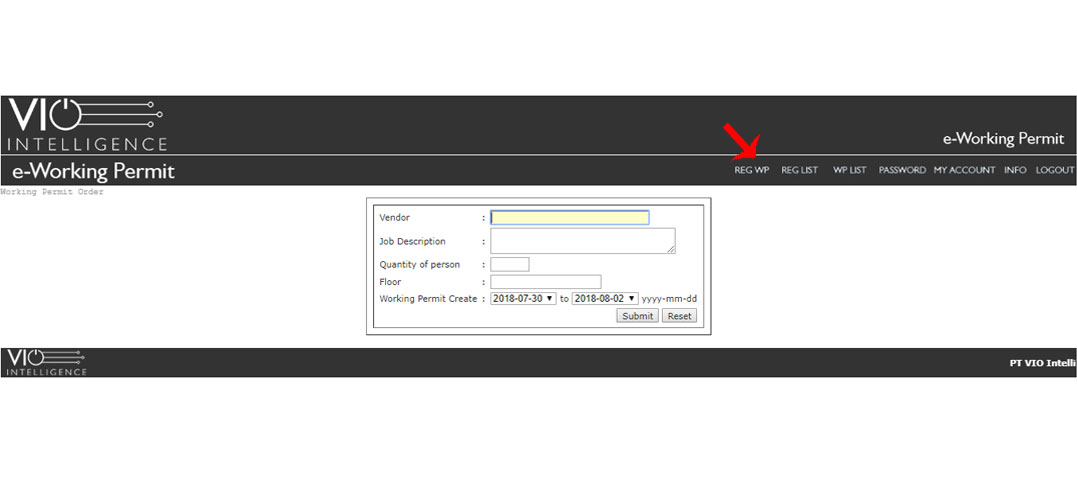 VIO
INTELLIGENCE
e-Working Permit
e-Working Permit
REG WP REG LIST WP LIST PASSWORD MY ACCOUNT INFO LOGOUT
Working Permit Order
Vendor :
Job Description :
Quantity of person :
Floor :
Working Permit Create : 2018-07-30 to 2018-08-02 yyyy-mm-dd
Submit Reset
VIO
INTELLIGENCE
PT VIO Intelli